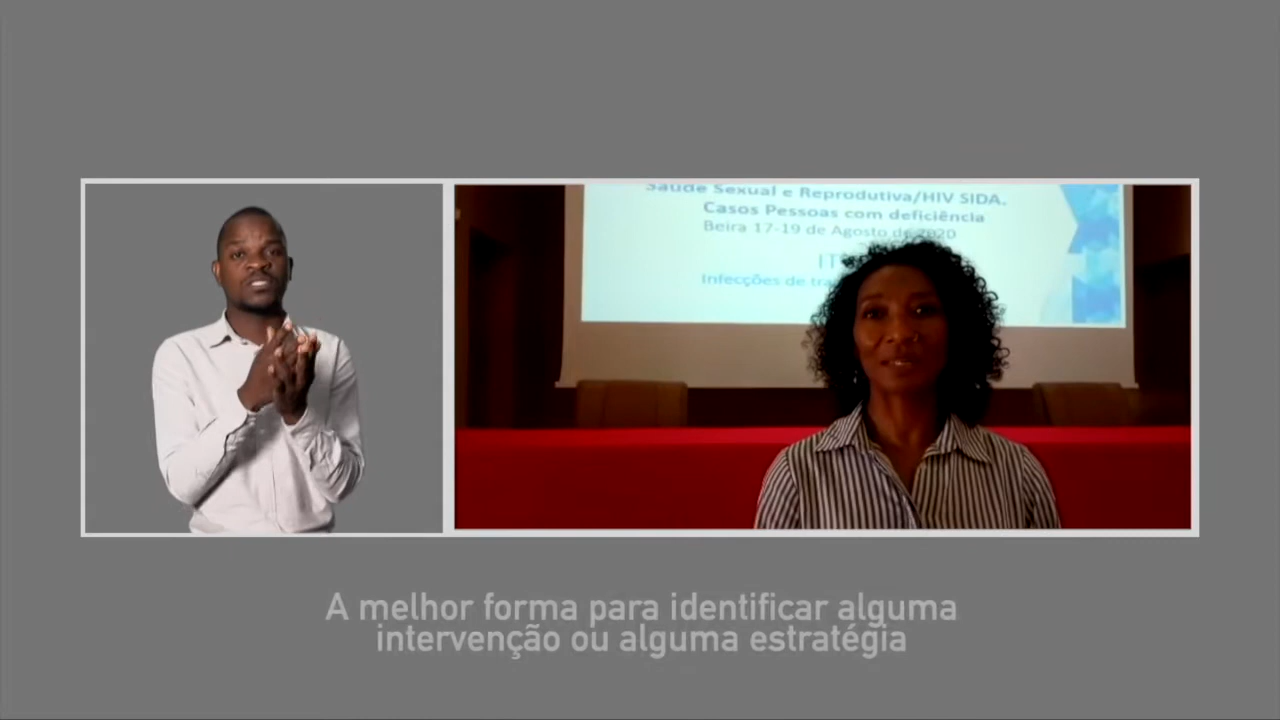 Saúde Sexual e Reprodutiva/HIV SIDA.
Casos Pessoas com deficiência
Beira 17-19 de Agosto de 2020
Infecções de
A melhor forma para identificar alguma
intervenção ou alguma estratégia